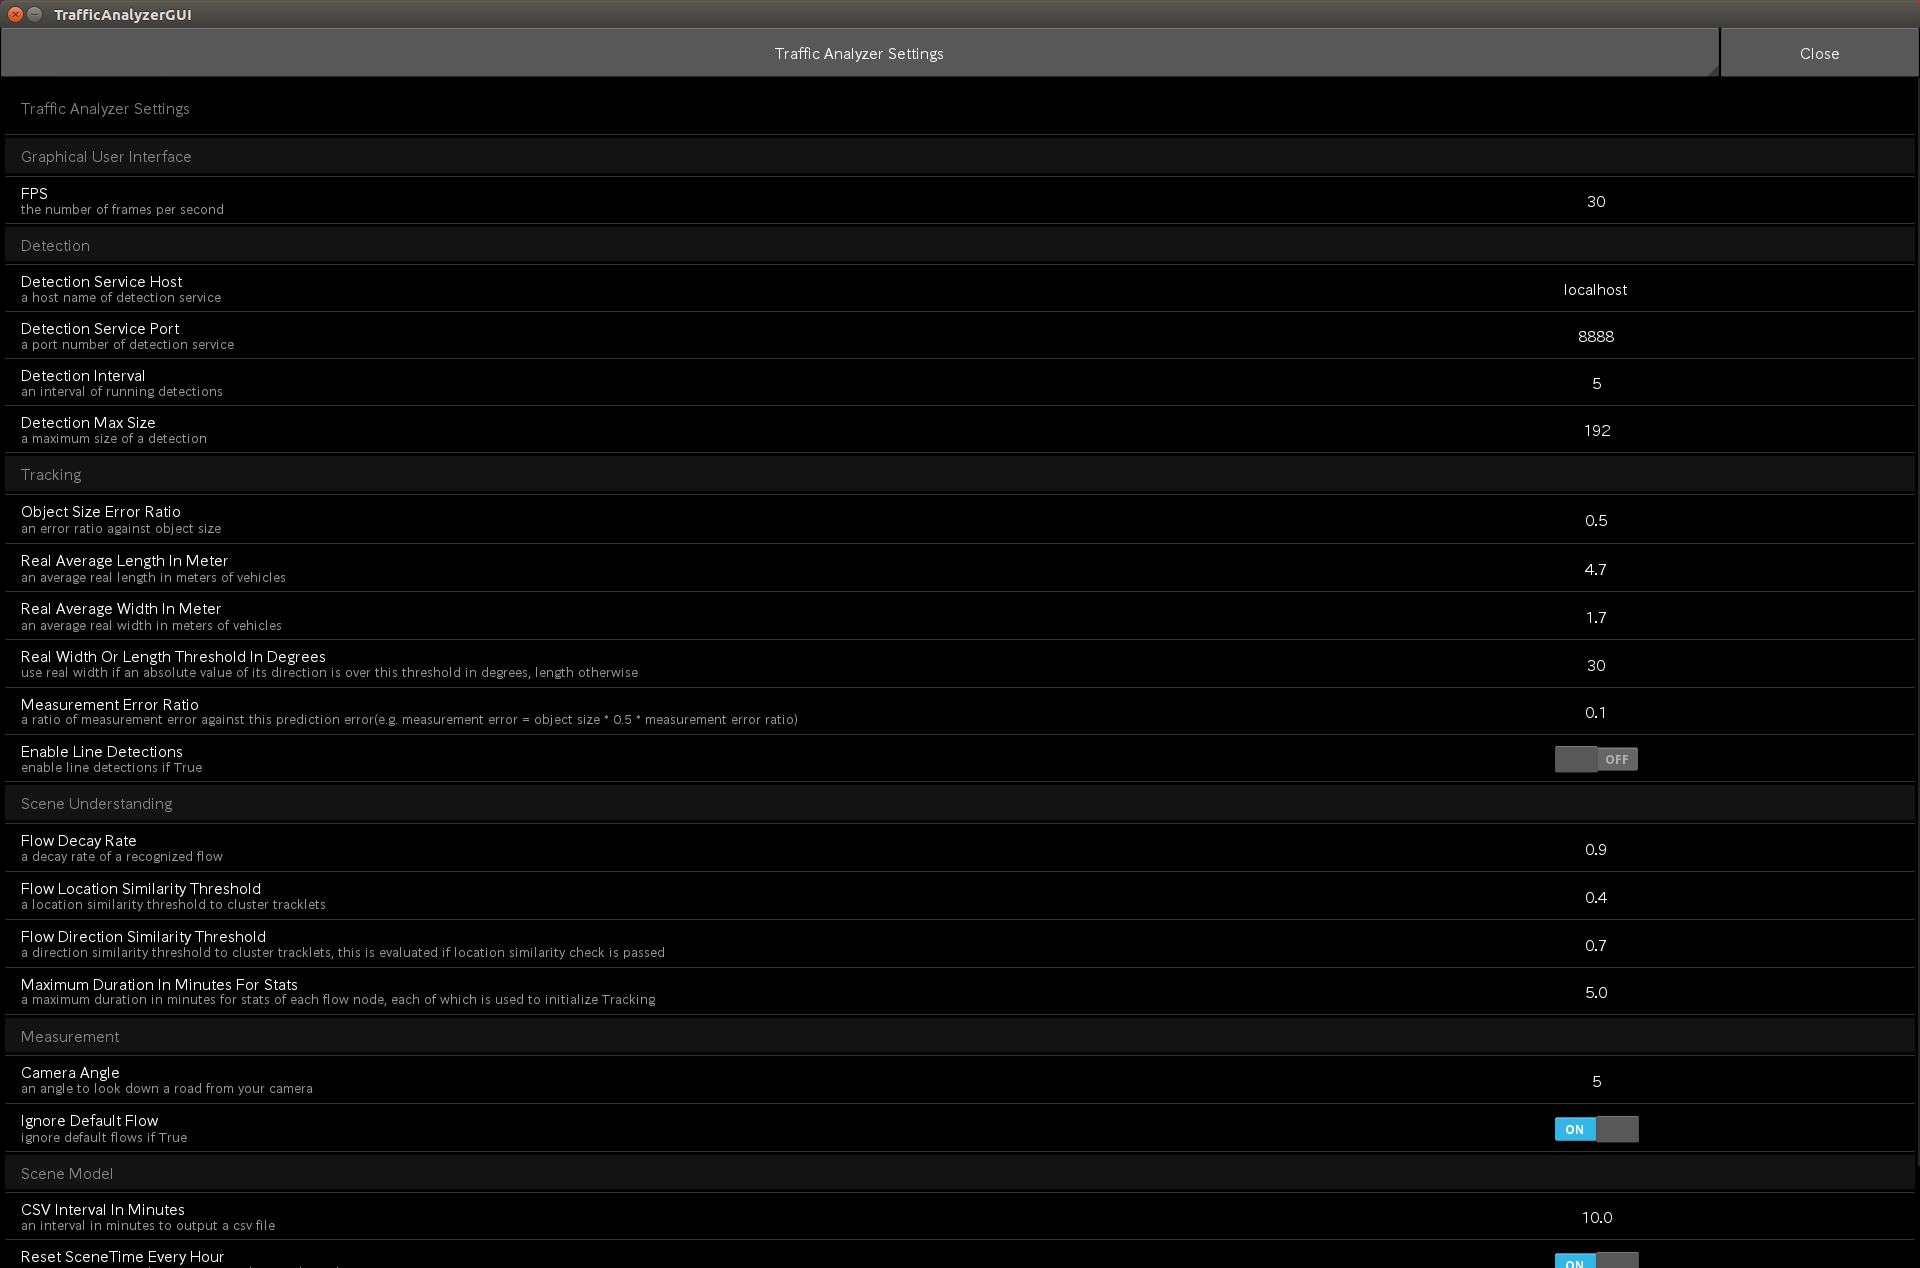 TrafficAnalyzerGUI
Traffic Analyzer Settings
Close
Traffic Analyzer Settings
Graphical User Interface
FPS
the number of frames per second
30
Detection
Detection Service Host
a host name of detection service
localhost
Detection Service Port
a port number of detection service
8888
Detection Interval
an interval of running detections
5
Detection Max Size
a maximum size of a detection
192
Tracking
Object Size Error Ratio
an error ratio against object size
0.5
Real Average Length In Meter
an average real length in meters of vehicles
4.7
Real Average Width In Meter
an average real width in meters of vehicles
1.7
Real Width Or Length Threshold In Degrees
use real width if an absolute value of its direction is over this threshold in degrees, length otherwise
30
Measurement Error Ratio
a ratio of measurement error against this prediction error(e.g. measurement error = object size * 0.5 * measurement error ratio)
0.1
Enable Line Detections
enable line detections if True
OFF
Scene Understanding
Flow Decay Rate
a decay rate of a recognized flow
0.9
Flow Location Similarity Threshold
a location similarity threshold to cluster tracklets
0.4
Flow Direction Similarity Threshold
a direction similarity threshold to cluster tracklets, this is evaluated if location similarity check is passed
0.7
Maximum Duration In Minutes For Stats
a maximum duration in minutes for stats of each flow node, each of which is used to initialize Tracking
5.0
Measurement
Camera Angle
an angle to look down a road from your camera
5
Ignore Default Flow
ignore default flows if True
ON
Scene Model
CSV Interval In Minutes
an interval in minutes to output a csv file
10.0
Reset SceneTime Every Hour
ON